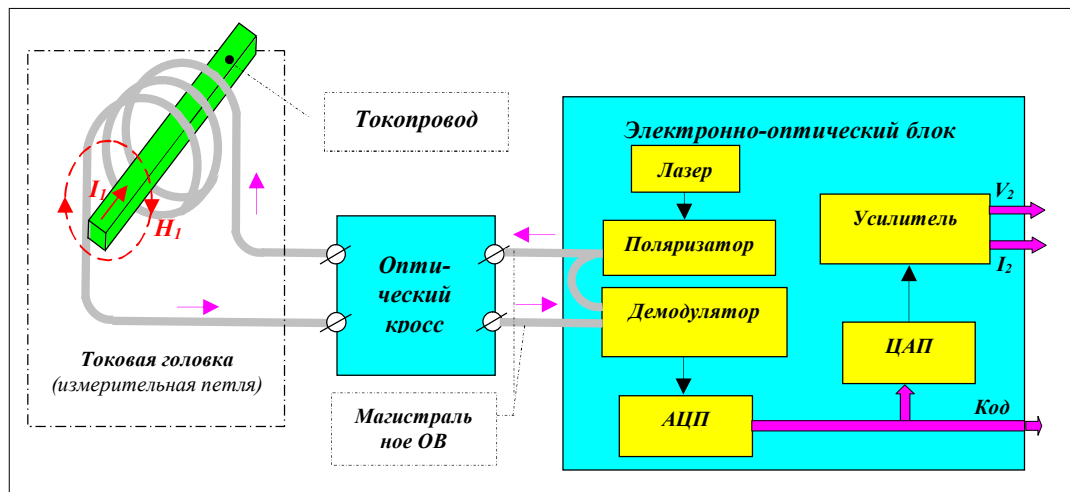 Токопровод
I1
H1
Токовая головка
(измерительная петля)
Опти-
ческий
кросс
Магистраль
ное ОВ
Электронно-оптический блок
Лазер
Поляризатор
Демодулятор
АЦП
Усилитель
ЦАП
V2
I2
Код